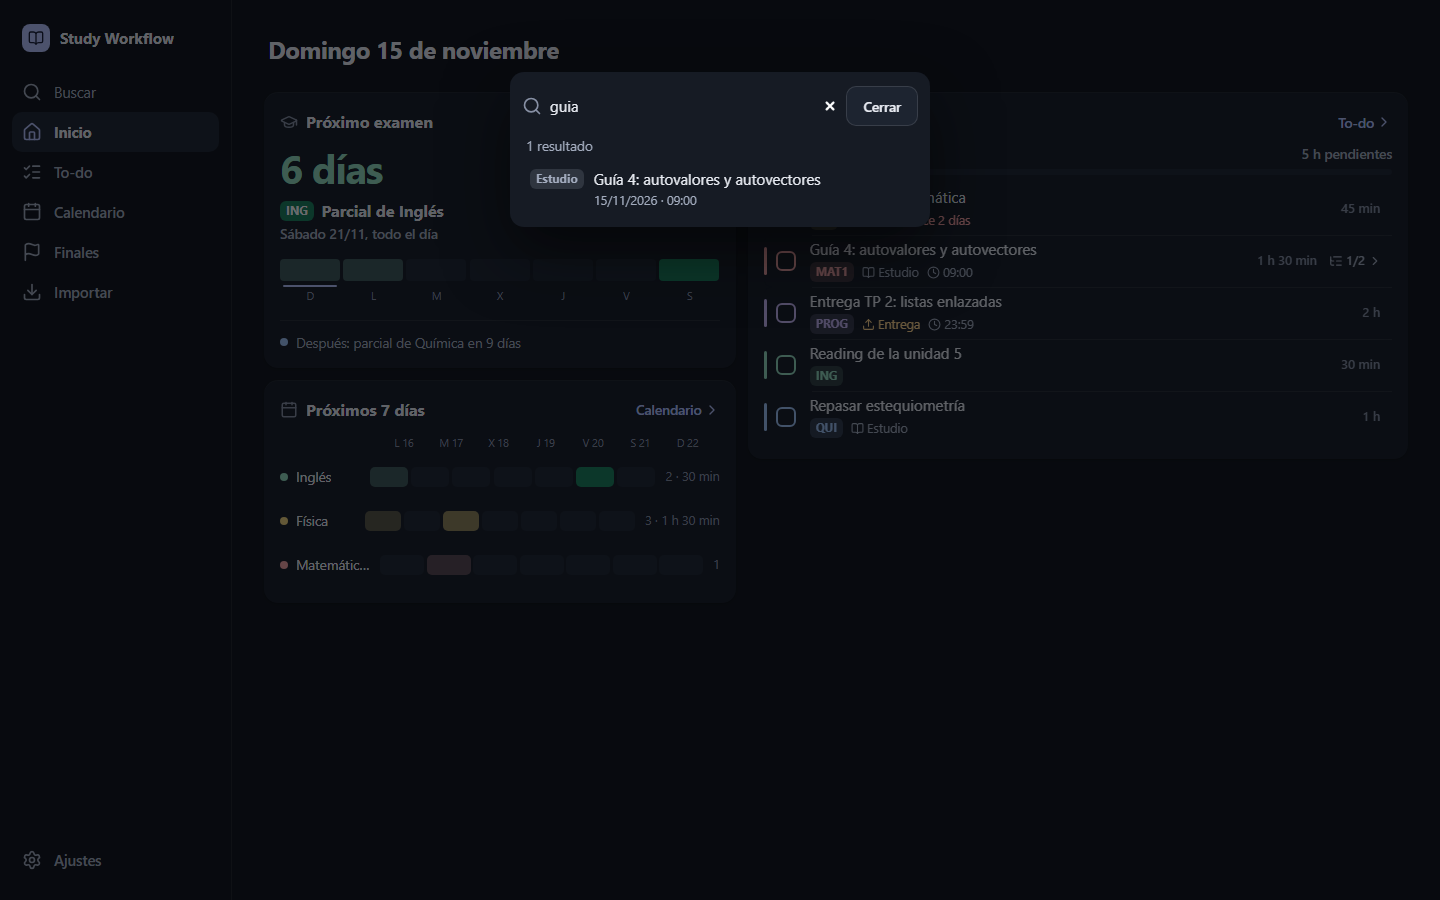 Study Workflow
Buscar
Inicio
To-do
Calendario
Finales
Importar
Ajustes
Domingo 15 de noviembre
guia
Cerrar
1 resultado
Estudio Guía 4: autovalores y autovectores
15/11/2026 · 09:00
Próximo examen
6 días
ING Parcial de Inglés
Sábado 21/11, todo el día
D L M X J V S
Después: parcial de Química en 9 días
Próximos 7 días
Calendario
L 16 M 17 X 18 J 19 V 20 S 21 D 22
Inglés 2 · 30 min
Física 3 · 1 h 30 min
Matemátic... 1
To-do
5 h pendientes
45 min
2 días
Guía 4: autovalores y autovectores
MAT1 Estudio 09:00
1 h 30 min 1/2
Entrega TP 2: listas enlazadas
PROG Entrega 23:59
2 h
Reading de la unidad 5
ING
30 min
Repasar estequiometría
QUI Estudio
1 h